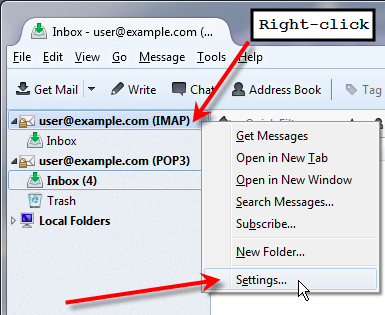 Inbox - user@example.com (...
Right-click
File Edit View Go Message Tools Help
Get Mail Write Chat Address Book Tag
user@example.com (IMAP)
Quick Filter
Inbox
user@example.com (POP3)
Inbox (4)
Trash
Local Folders
Get Messages
Open in New Tab
Open in New Window
Search Messages...
Subscribe...
New Folder...
Settings...